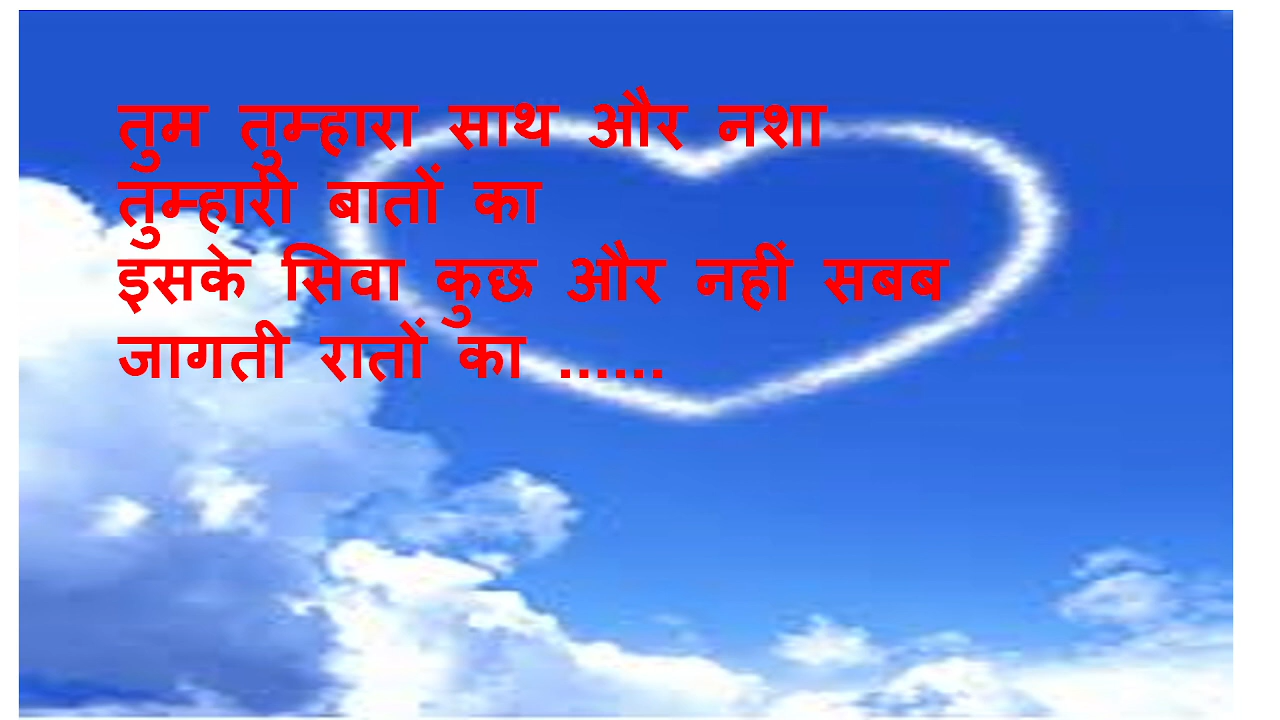 तुम तुम्हारा साथ और नशा
तुम्हारी बातों का
इसके सिवा कुछ और नहीं सबब
जागती रातों का ......